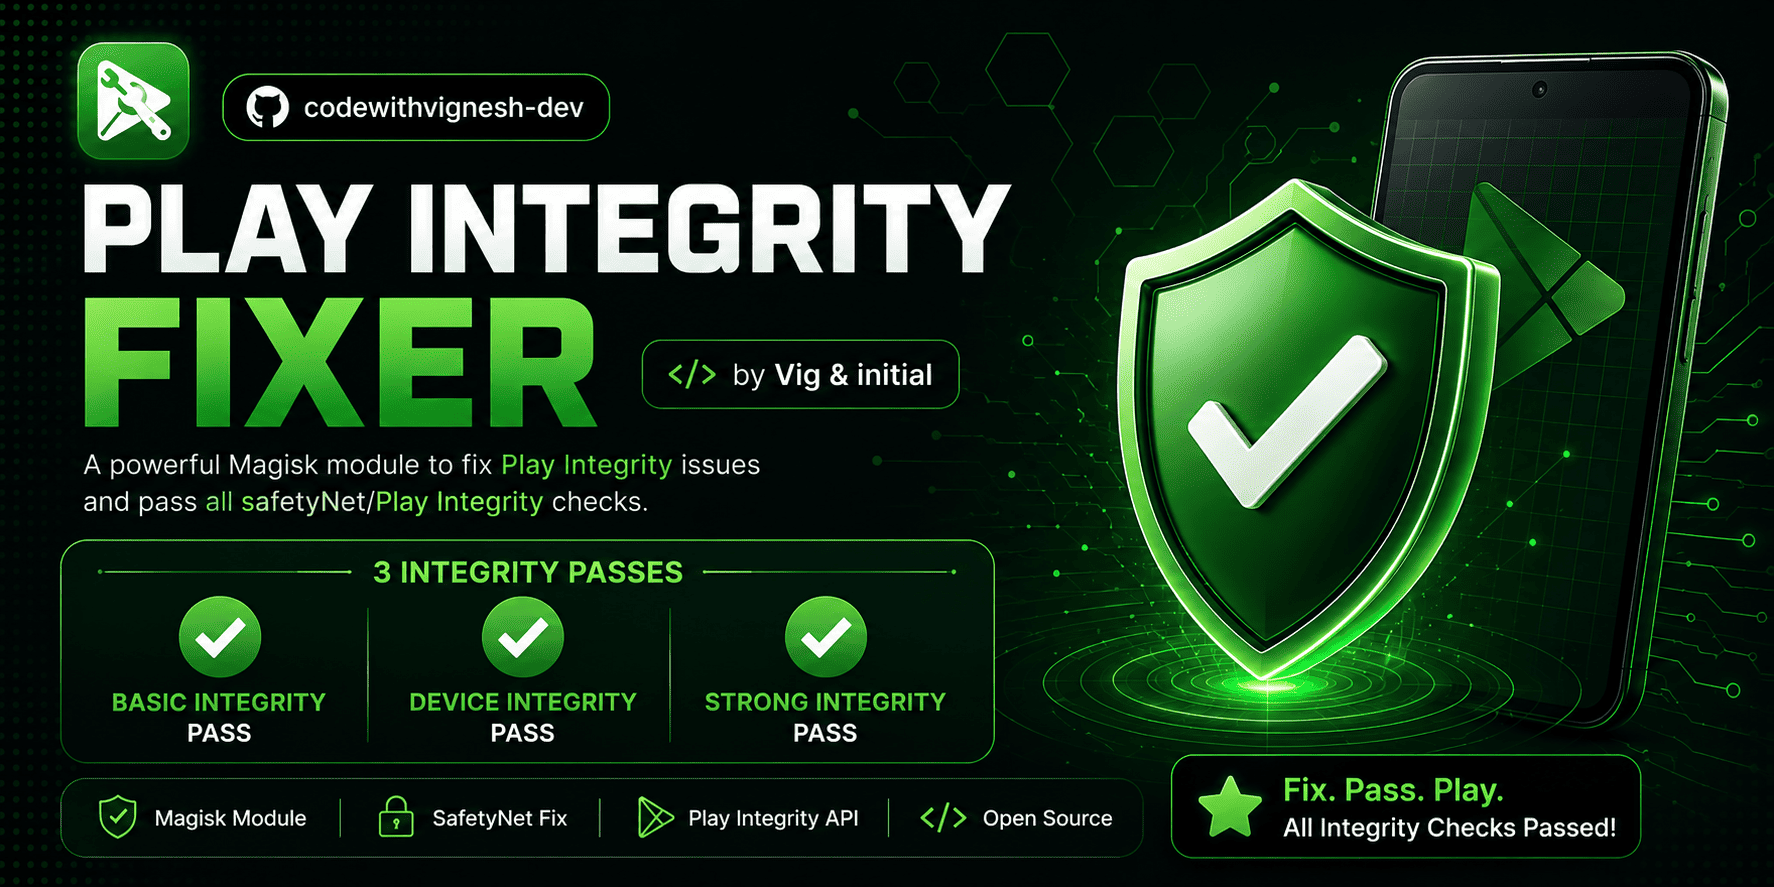 codewithvignesh-dev
PLAY INTEGRITY
FIXER
</> by Vig & initial
A powerful Magisk module to fix Play Integrity issues
and pass all safetyNet/Play Integrity checks.
3 INTEGRITY PASSES
BASIC INTEGRITY
PASS
DEVICE INTEGRITY
PASS
STRONG INTEGRITY
PASS
Magisk Module
SafetyNet Fix
Play Integrity API
</> Open Source
Fix. Pass. Play.
All Integrity Checks Passed!